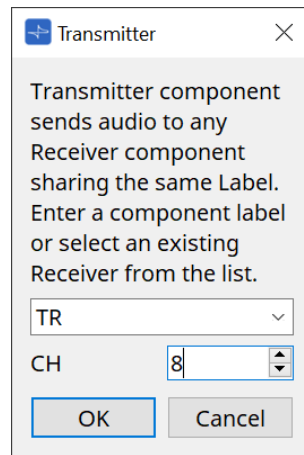 Transmitter
Transmitter component
sends audio to any
Receiver component
sharing the same Label.
Enter a component label
or select an existing
Receiver from the list.
TR
CH 8
OK Cancel